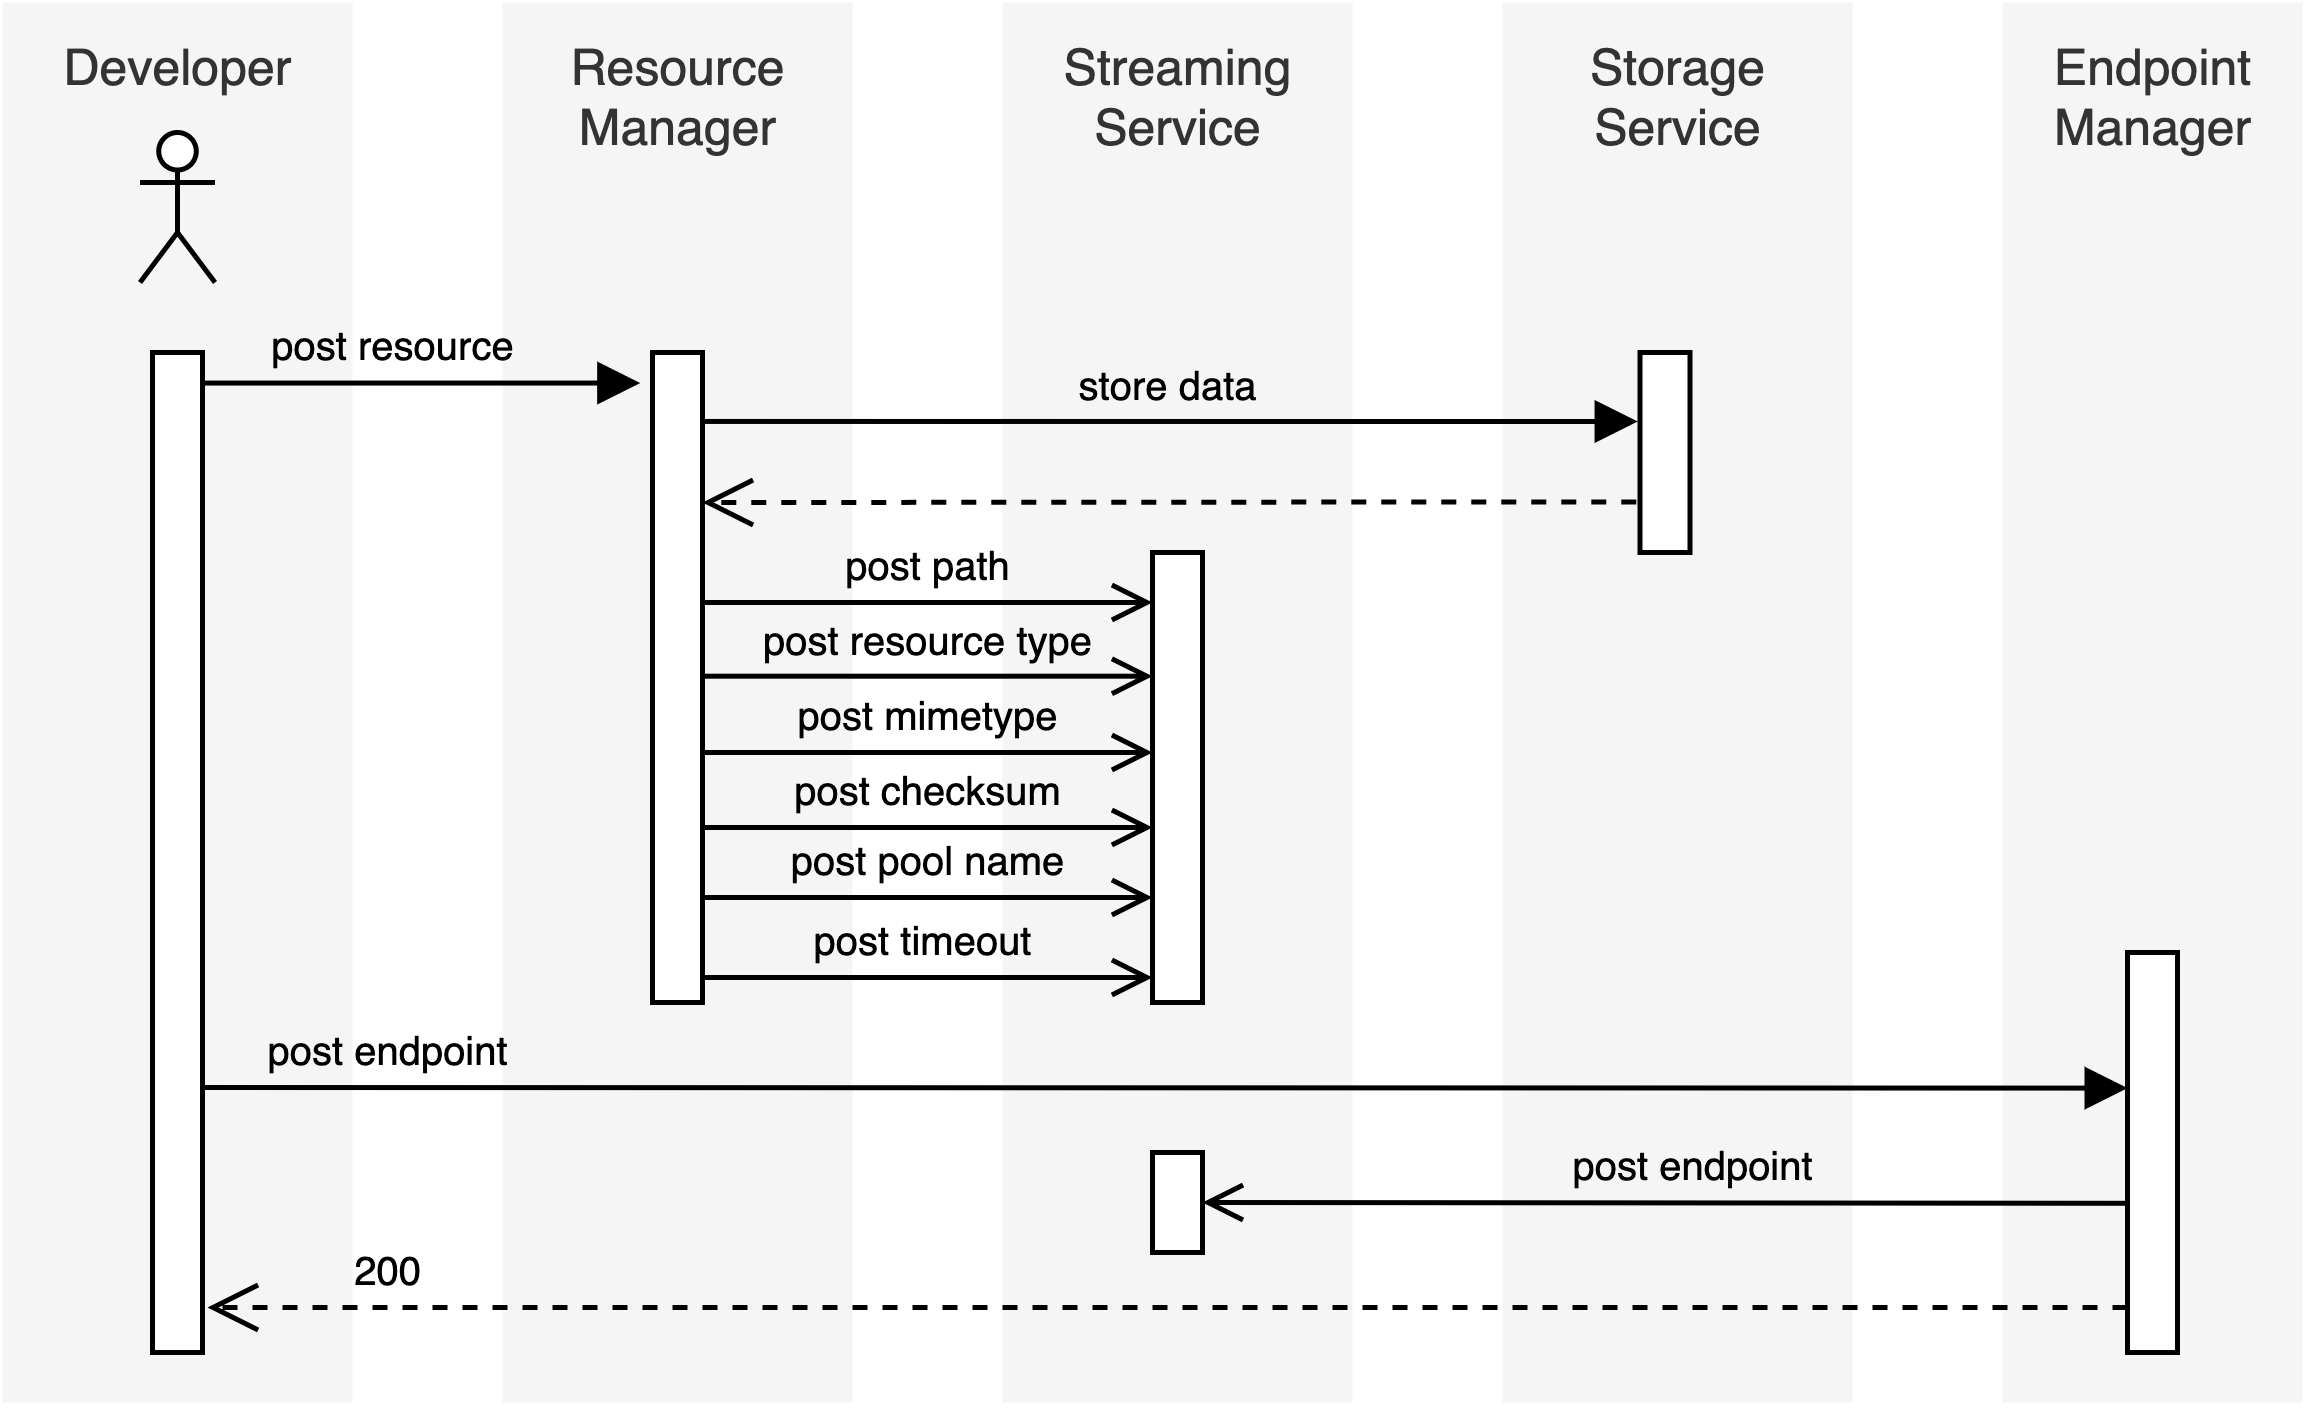 Developer
Resource
Manager
Streaming
Service
Storage
Service
Endpoint
Manager
post resource
store data
post path
post resource type
post mimetype
post checksum
post pool name
post timeout
post endpoint
post endpoint
200